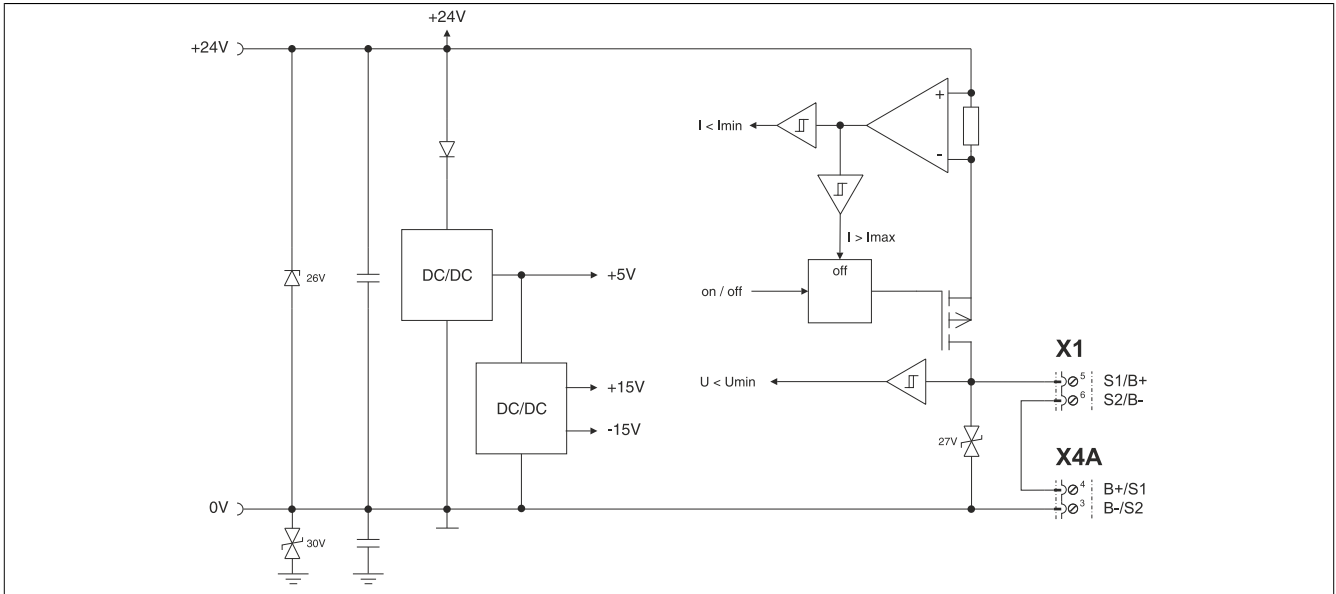 +24V
+24V
+
I < Imin
-
I > Imax
off
26V
DC/DC
+5V
on / off
X1
5 S1/B+
6 S2/B-
U < Umin
+15V
DC/DC
-15V
27V
X4A
4 B+/S1
3 B-/S2
0V
30V